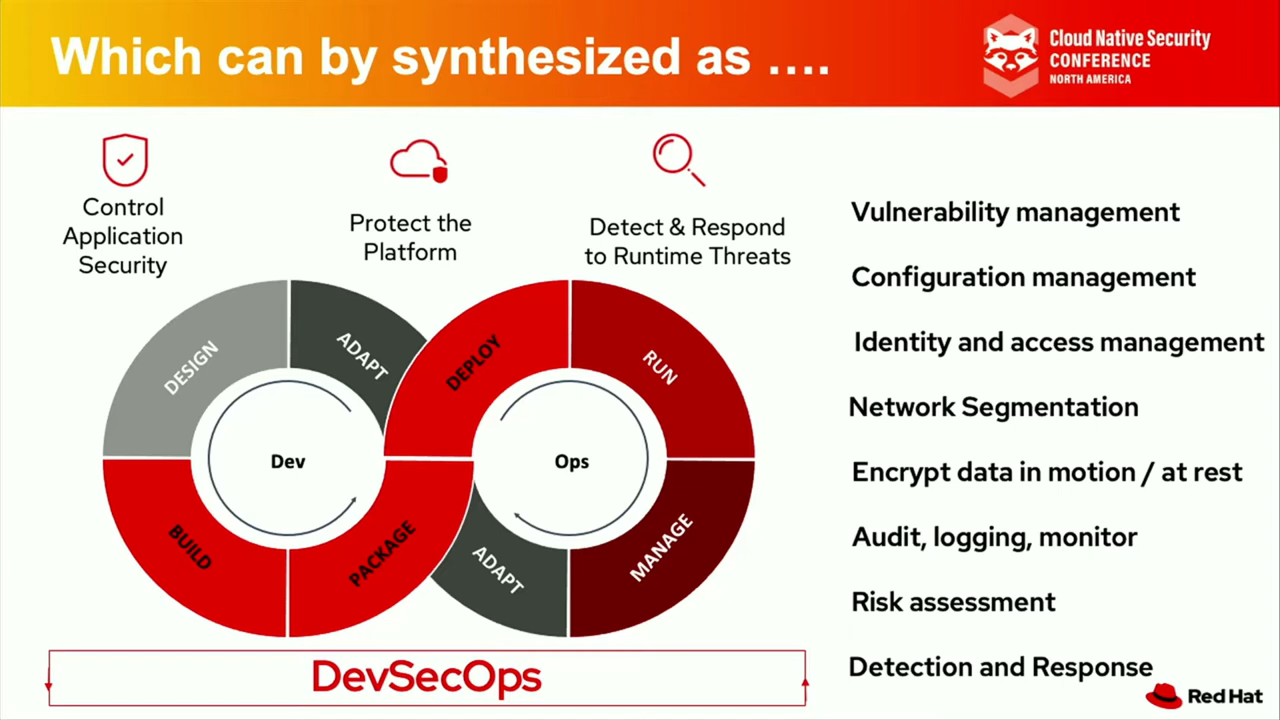 Which can by synthesized as ....
Cloud Native Security
CONFERENCE
NORTH AMERICA
Control
Application
Security
Protect the
Platform
Detect & Respond
to Runtime Threats
DESIGN
ADAPT
DEPLOY
RUN
Dev
Ops
BUILD
PACKAGE
ADAPT
MANAGE
DevSecOps
Vulnerability management
Configuration management
Identity and access management
Network Segmentation
Encrypt data in motion / at rest
Audit, logging, monitor
Risk assessment
Detection and Response
Red Hat